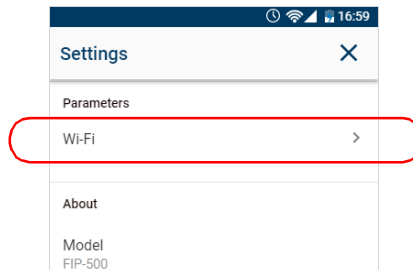 16:59
Settings
Parameters
Wi-Fi
About
Model
FIP-500